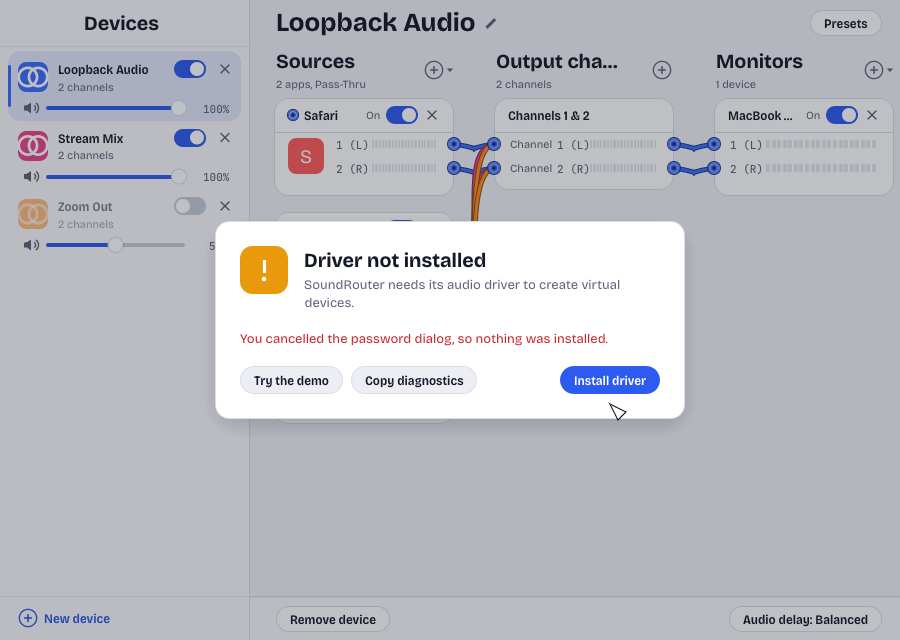 Devices
Loopback Audio
2 channels
100%
Stream Mix
2 channels
100%
Zoom Out
2 channels
Loopback Audio
Presets
Sources
2 apps, Pass-Thru
Output cha...
2 channels
Monitors
1 device
Safari
On
S
1 (L)
2 (R)
Channels 1 & 2
Channel 1 (L)
Channel 2 (R)
MacBook ...
On
1 (L)
2 (R)
Driver not installed
SoundRouter needs its audio driver to create virtual
devices.
You cancelled the password dialog, so nothing was installed.
Try the demo
Copy diagnostics
Install driver
New device
Remove device
Audio delay: Balanced